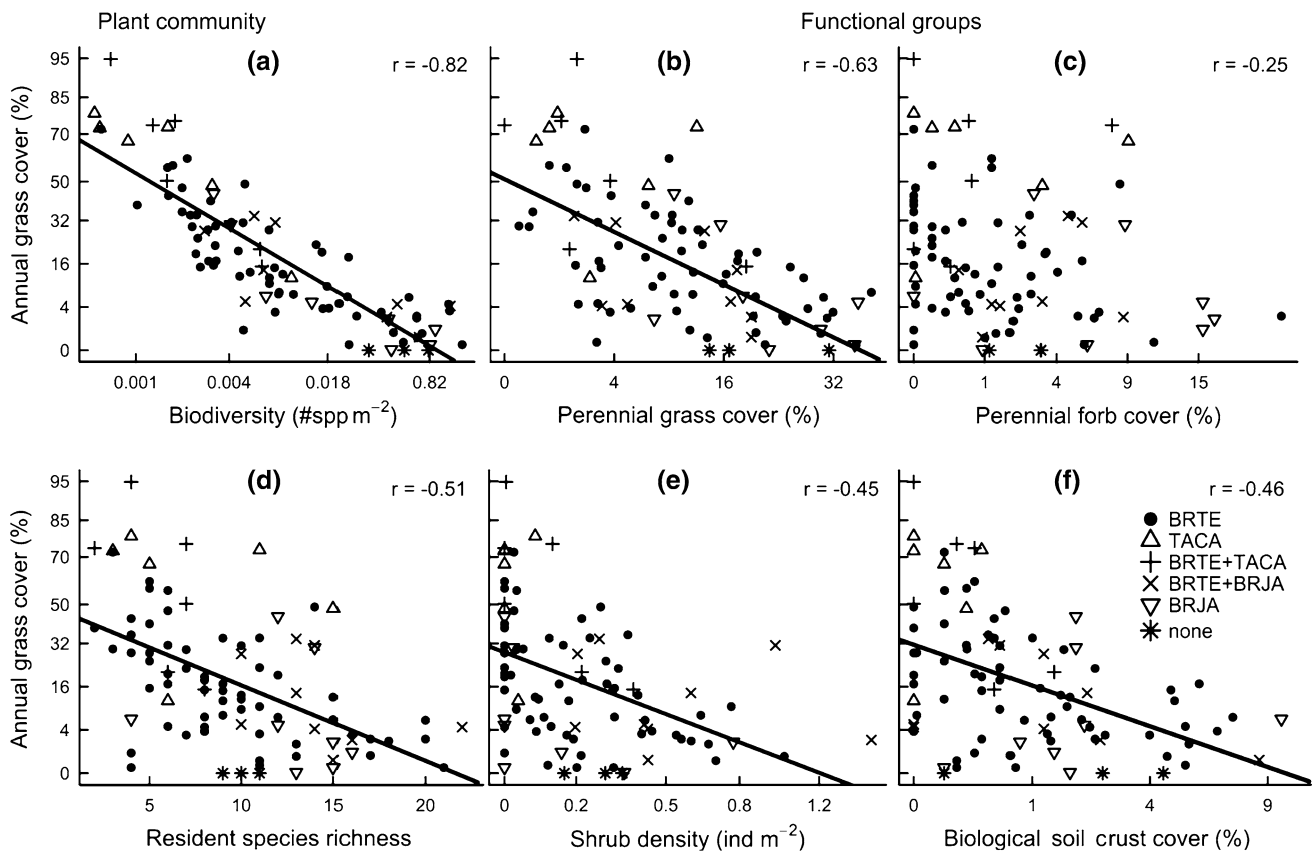 Plant community
Functional groups
Annual grass cover (%)
95
85
70
50
32
16
4
0
(a)
r = -0.82
0.001
0.004
0.018
0.82
Biodiversity (#spp m−2)
(b)
r = -0.63
0
4
16
32
Perennial grass cover (%)
(c)
r = -0.25
0
1
4
9
15
Perennial forb cover (%)
Annual grass cover (%)
95
85
70
50
32
16
4
0
(d)
r = -0.51
5
10
15
20
Resident species richness
(e)
r = -0.45
0
0.2
0.5
0.8
1.2
Shrub density (ind m−2)
(f)
r = -0.46
BRTE
TACA
BRTE+TACA
BRTE+BRJA
BRJA
none
0
1
4
9
Biological soil crust cover (%)